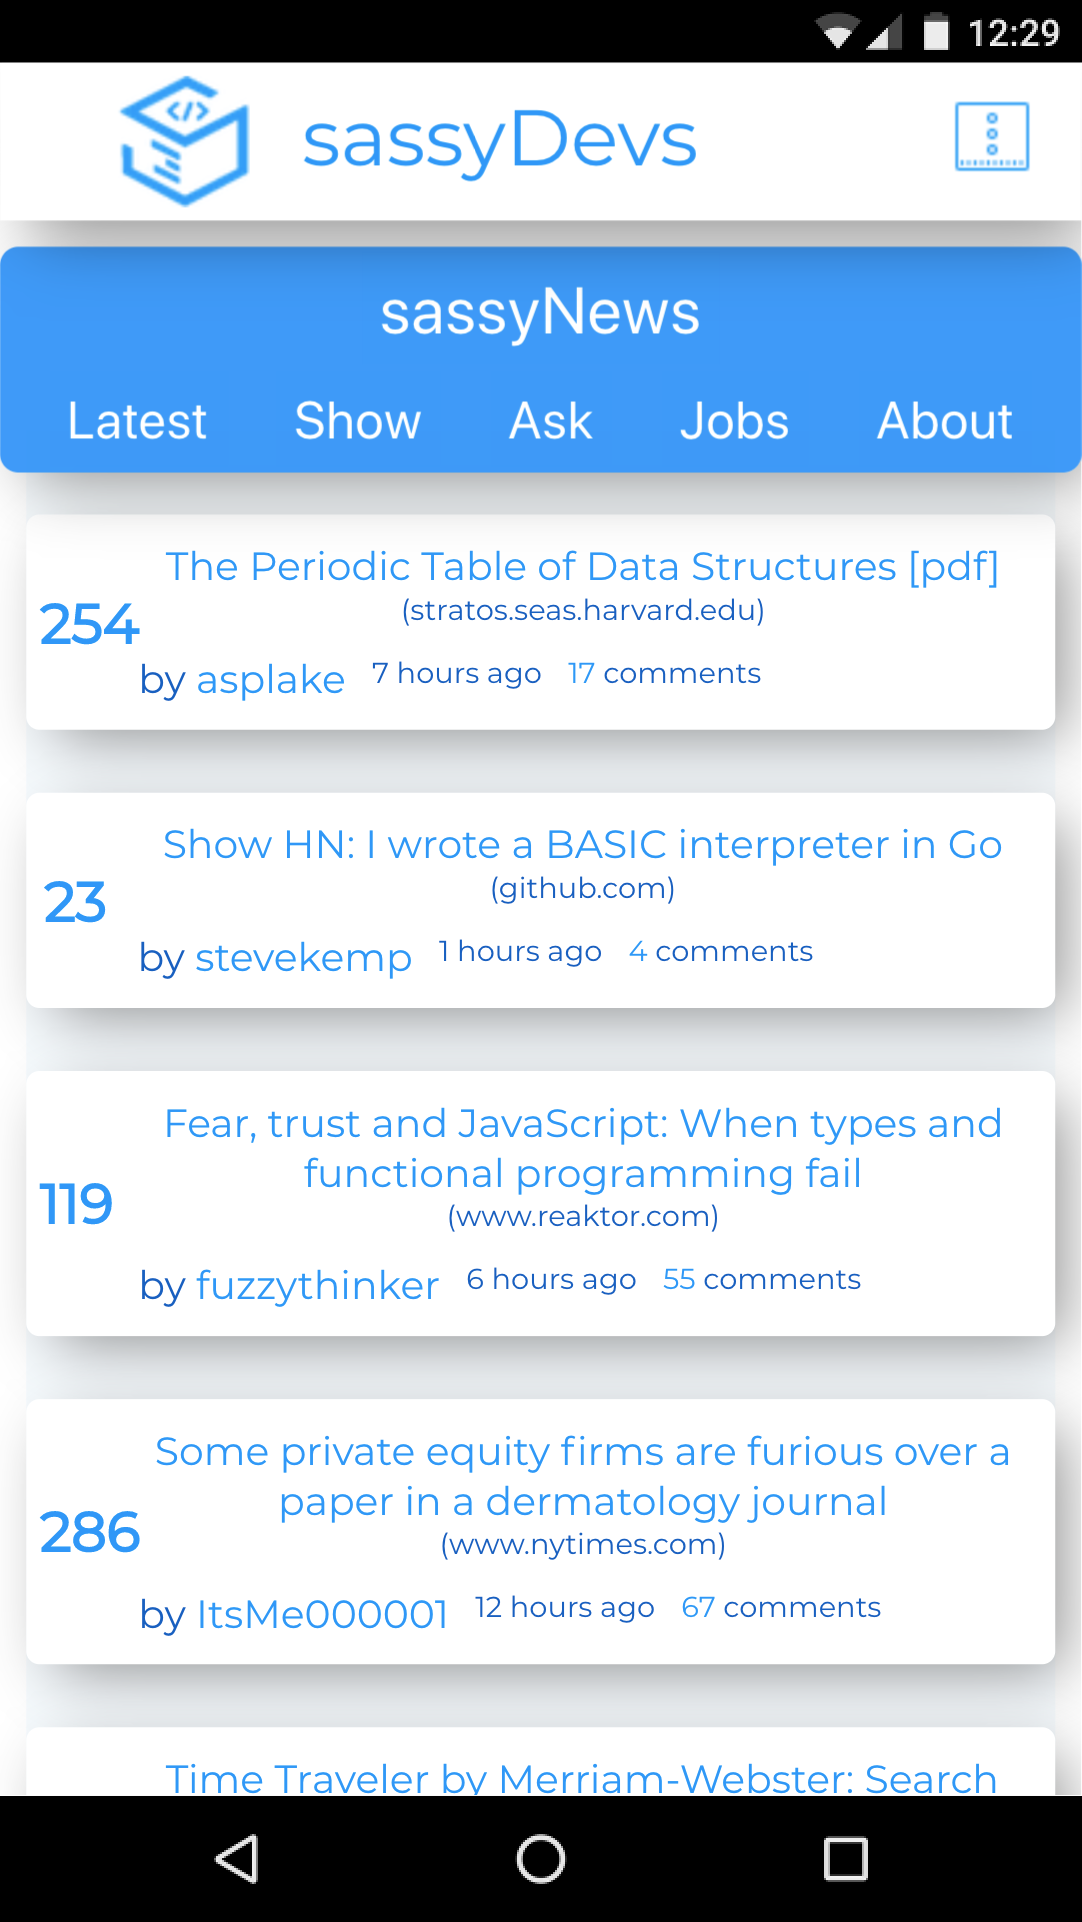 12:29
</>
sassyDevs
sassyNews
Latest Show Ask Jobs About
The Periodic Table of Data Structures [pdf]
(stratos.seas.harvard.edu)
254
by asplake 7 hours ago 17 comments
Show HN: I wrote a BASIC interpreter in Go
(github.com)
23
by stevekemp 1 hours ago 4 comments
Fear, trust and JavaScript: When types and
functional programming fail
(www.reaktor.com)
119
by fuzzythinker 6 hours ago 55 comments
Some private equity firms are furious over a
paper in a dermatology journal
(www.nytimes.com)
286
by ItsMe000001 12 hours ago 67 comments
Time Traveler by Merriam-Webster: Search